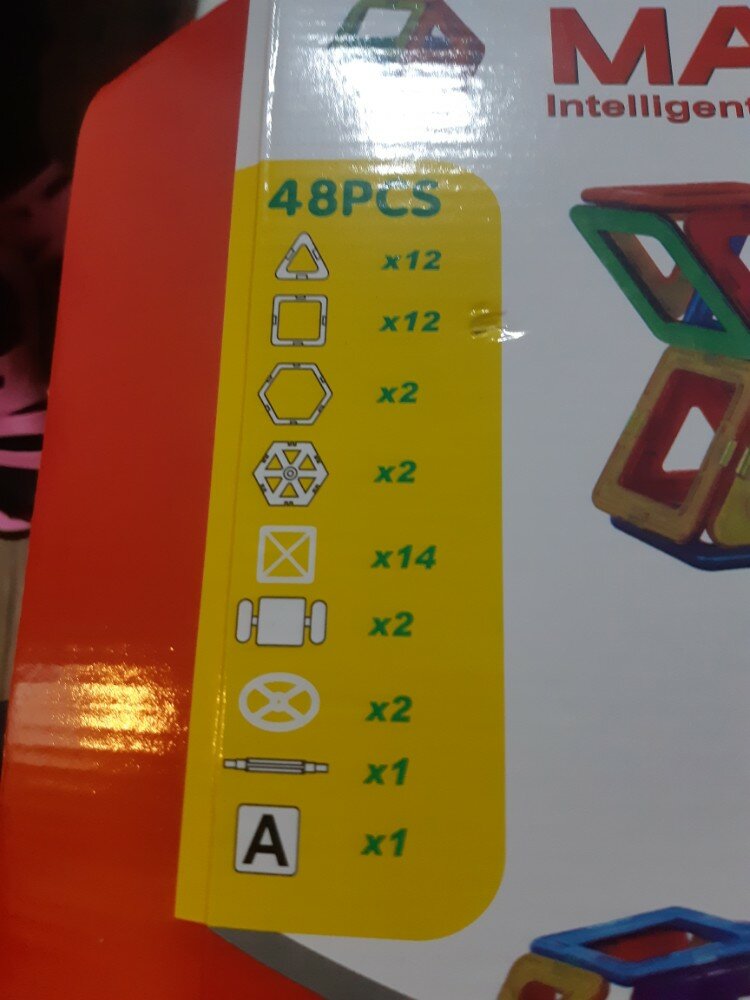 MA
Intelligent
48PCS
x12
x12
x2
x2
x14
x2
x2
x1
A x1